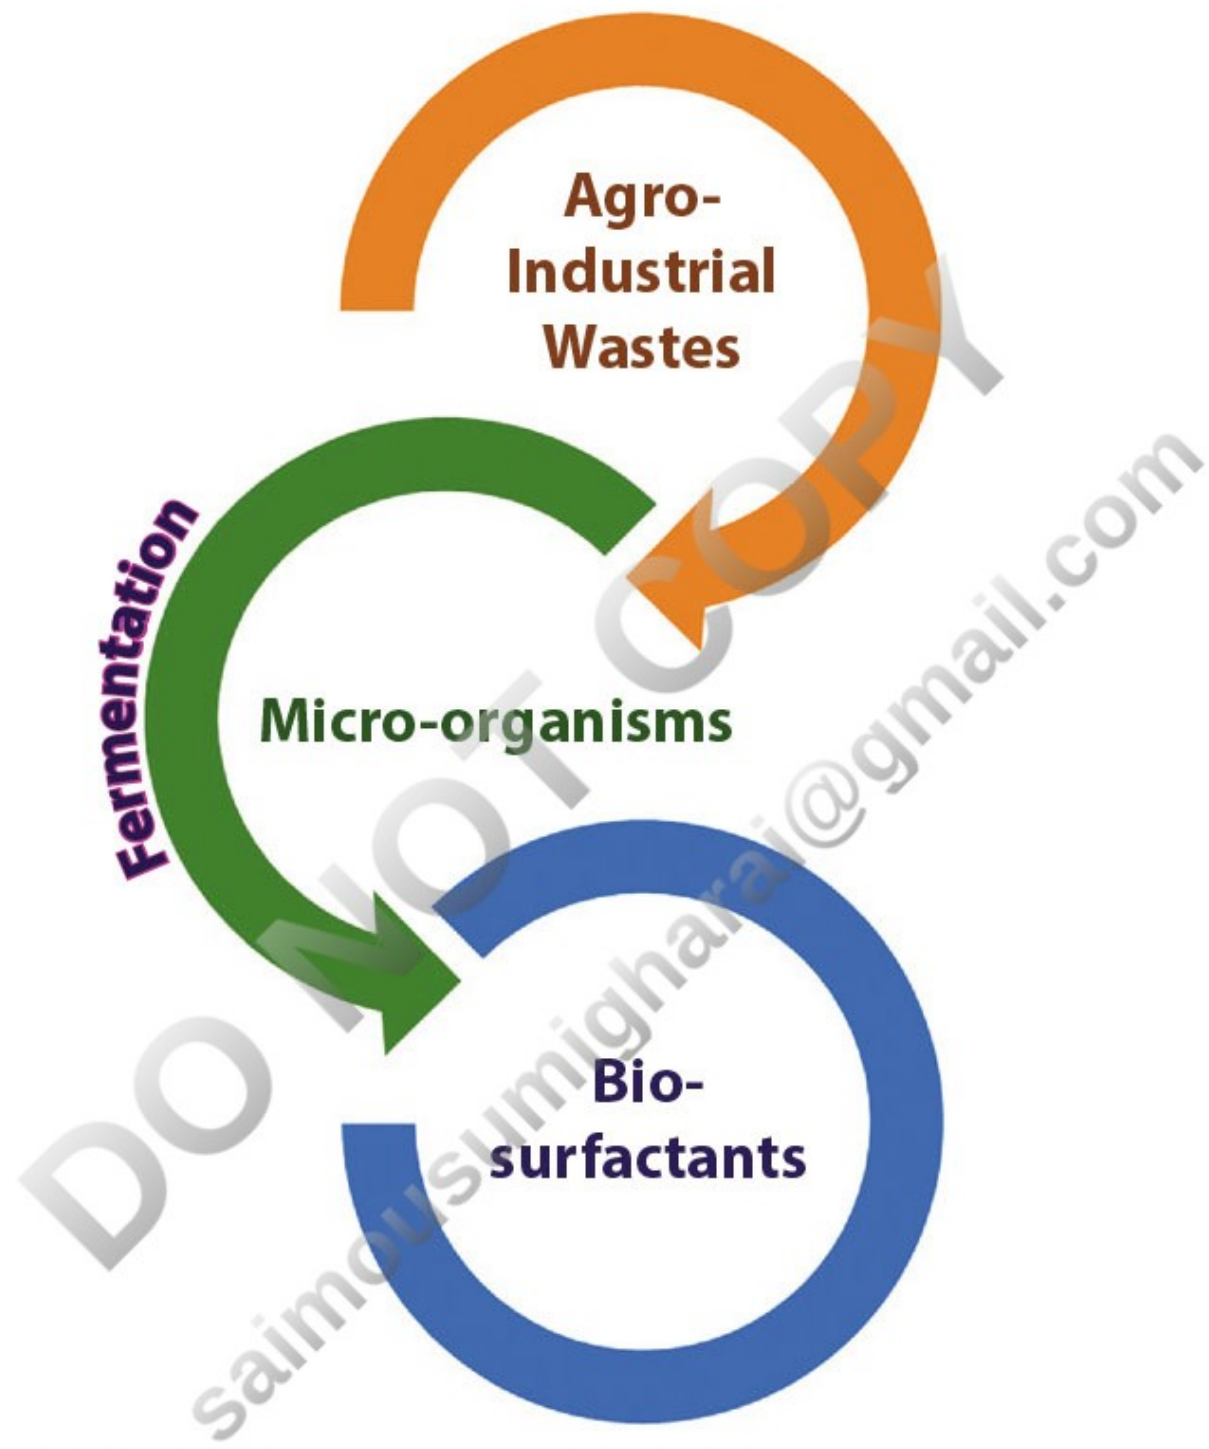 Agro-
Industrial
Wastes
Fermentation
Micro-organisms
Bio-
surfactants
DO NOT COPY
saimousumigharai@gmail.com